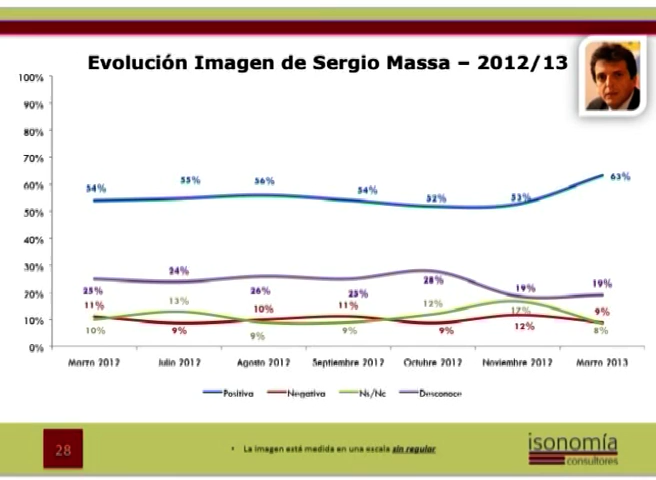 Evolución Imagen de Sergio Massa – 2012/13
100%
90%
80%
70%
60%
50%
40%
30%
20%
10%
0%
54%
55%
56%
54%
52%
53%
63%
25%
24%
26%
25%
28%
19%
19%
11%
9%
10%
11%
9%
12%
9%
10%
13%
9%
9%
12%
17%
8%
Marzo 2012
Julio 2012
Agosto 2012
Septiembre 2012
Octubre 2012
Noviembre 2012
Marzo 2013
Positiva
Negativa
Ns/Nc
Desconoce
28
• La imagen está medida en una escala sin regular
isonomía
consultores